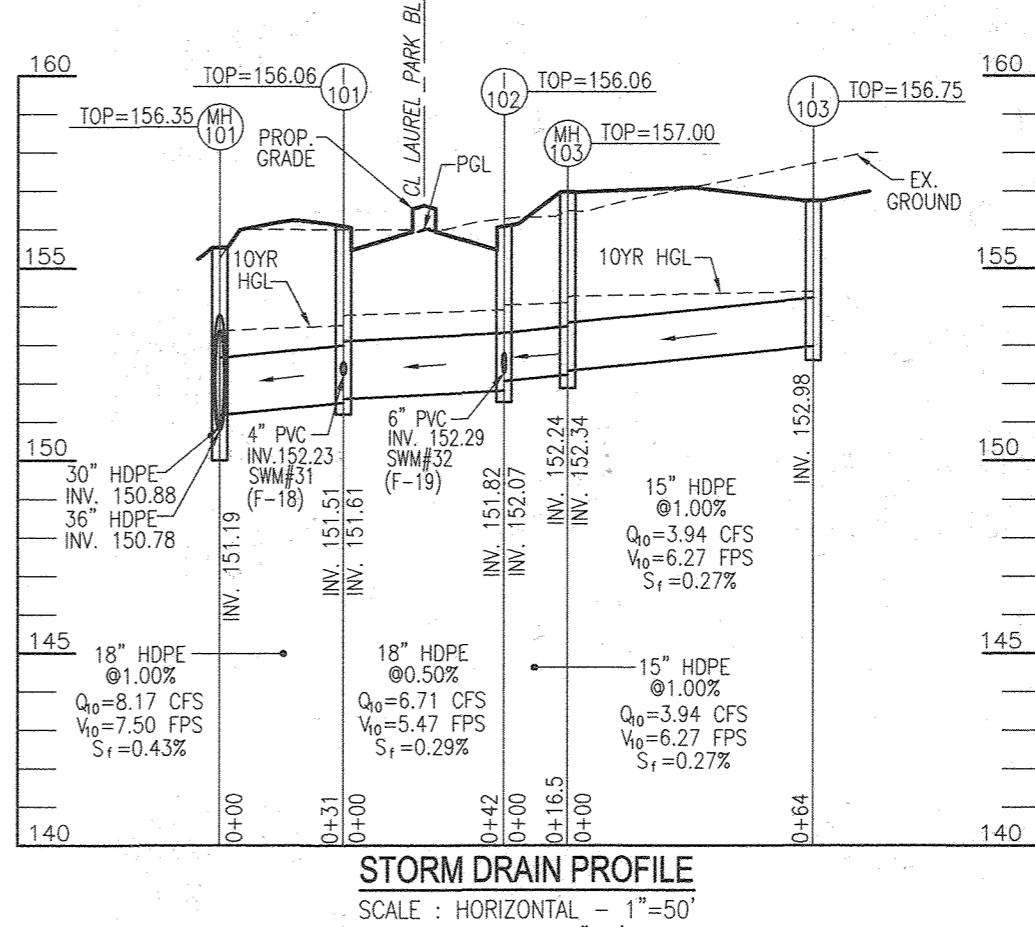 CL LAUREL PARK BL
160
160
TOP=156.35
MH
101
TOP=156.06
I
101
I
102
TOP=156.06
MH
103
TOP=157.00
I
103
TOP=156.75
PROP.
GRADE
PGL
EX.
GROUND
155
155
10YR
HGL
10YR HGL
150
150
30" HDPE
INV. 150.88
36" HDPE
INV. 150.78
INV. 151.19
4" PVC
INV.152.23
SWM#31
(F-18)
INV. 151.51
INV. 151.61
6" PVC
INV. 152.29
SWM#32
(F-19)
INV. 151.82
INV. 152.07
INV. 152.24
INV. 152.34
INV. 152.98
15" HDPE
@1.00%
Q10=3.94 CFS
V10=6.27 FPS
Sf=0.27%
145
145
18" HDPE
@1.00%
Q10=8.17 CFS
V10=7.50 FPS
Sf=0.43%
18" HDPE
@0.50%
Q10=6.71 CFS
V10=5.47 FPS
Sf=0.29%
15" HDPE
@1.00%
Q10=3.94 CFS
V10=6.27 FPS
Sf=0.27%
140
140
0+00
0+31
0+00
0+42
0+00
0+16.5
0+00
0+64
STORM DRAIN PROFILE
SCALE : HORIZONTAL - 1"=50'